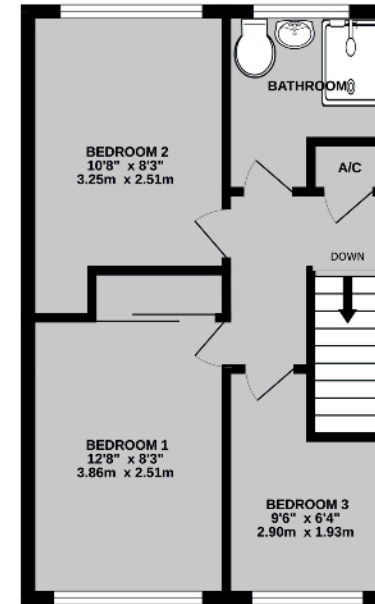 BATHROOM
BEDROOM 2
10'8" x 8'3"
3.25m x 2.51m
A/C
DOWN
BEDROOM 1
12'8" x 8'3"
3.86m x 2.51m
BEDROOM 3
9'6" x 6'4"
2.90m x 1.93m